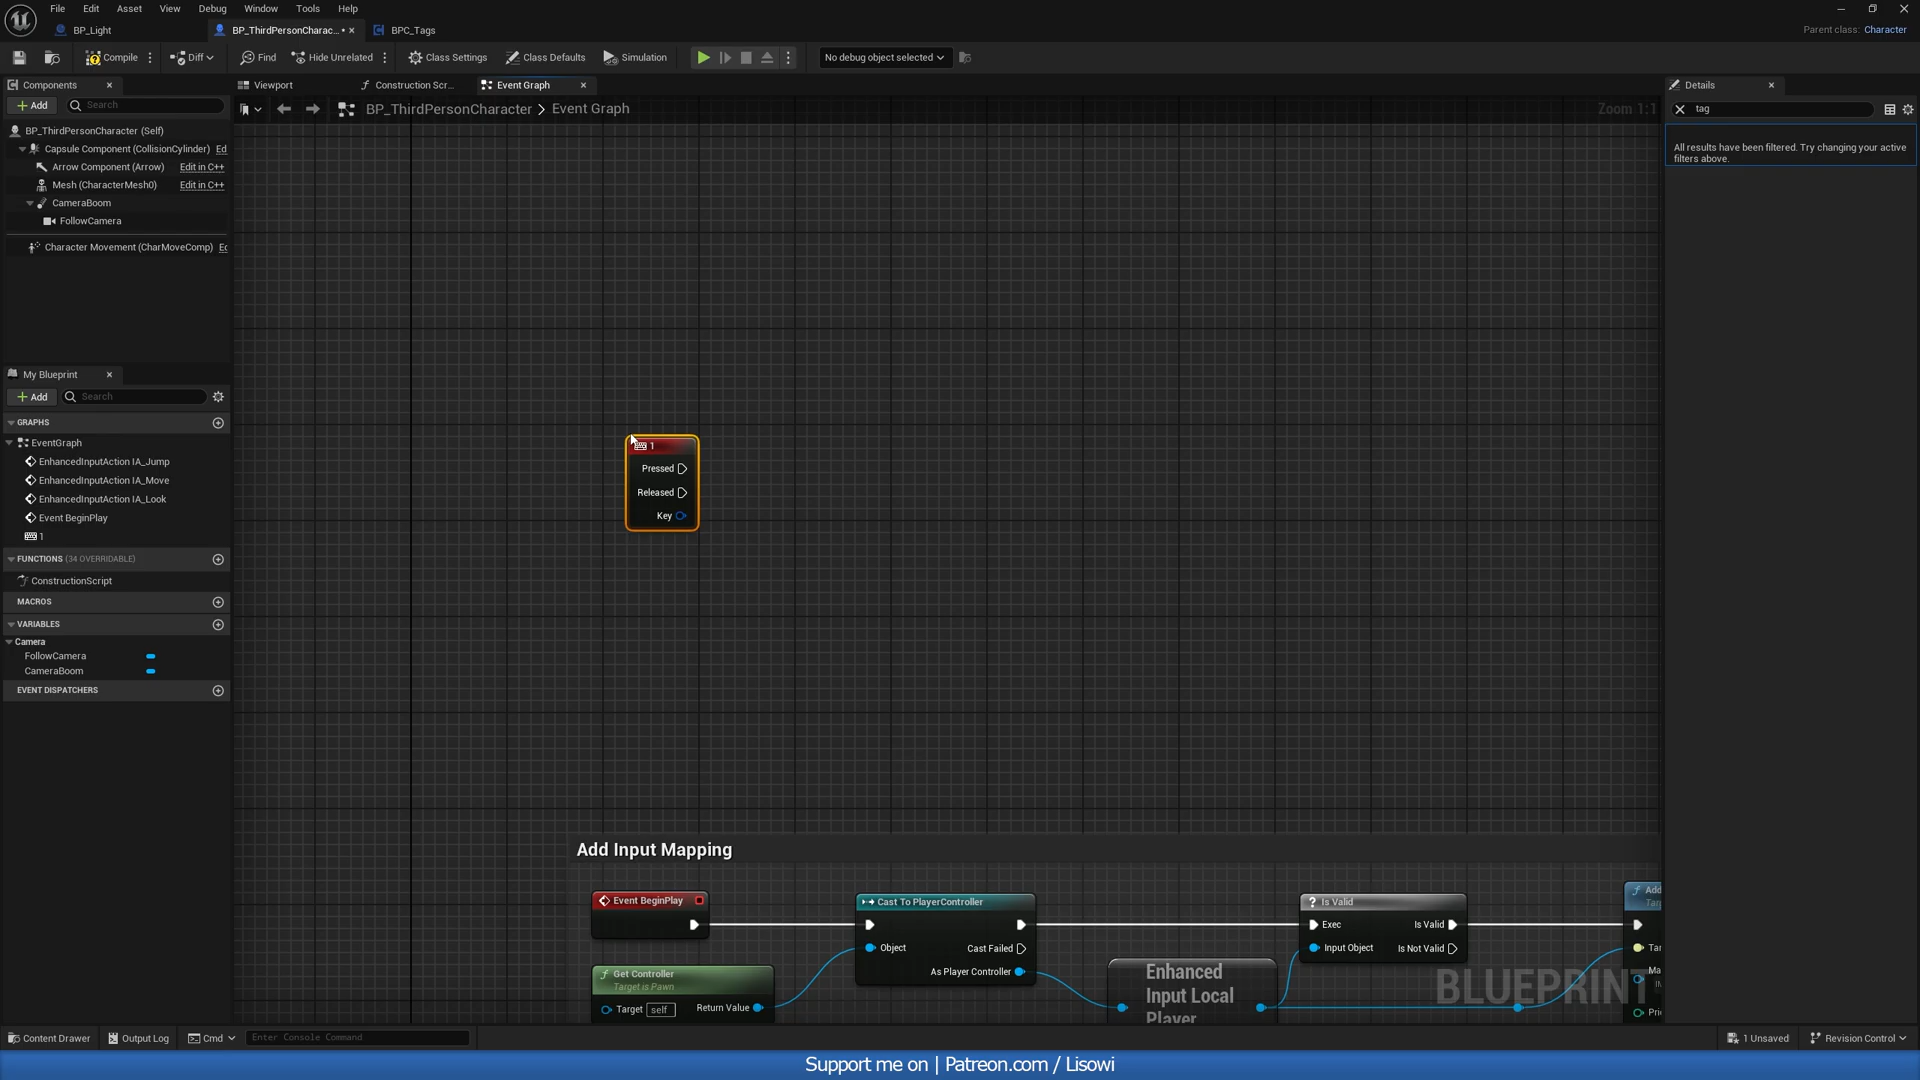 File Edit Asset View Debug Window Tools Help
BP_Light BP_ThirdPersonCharac... • BPC_Tags
Parent class: Character
Compile Diff Find Hide Unrelated Class Settings Class Defaults Simulation No debug object selected
Components
Add Search
BP_ThirdPersonCharacter (Self)
Capsule Component (CollisionCylinder) Ed
Arrow Component (Arrow) Edit in C++
Mesh (CharacterMesh0) Edit in C++
CameraBoom
FollowCamera
Character Movement (CharMoveComp)
My Blueprint
Add Search
GRAPHS
EventGraph
EnhancedInputAction IA_Jump
EnhancedInputAction IA_Move
EnhancedInputAction IA_Look
Event BeginPlay
1
FUNCTIONS (34 OVERRIDABLE)
ConstructionScript
MACROS
VARIABLES
Camera
FollowCamera
CameraBoom
EVENT DISPATCHERS
Viewport Construction Scr... Event Graph
BP_ThirdPersonCharacter > Event Graph
Zoom 1:1
1
Pressed
Released
Key
Add Input Mapping
Event BeginPlay
Get Controller
Target is Pawn
Target self Return Value
Cast To PlayerController
Object Cast Failed
As Player Controller
Enhanced
Input Local
Player
Is Valid
Exec Is Valid
Input Object Is Not Valid
Add
BLUEPRINT
Details
tag
All results have been filtered. Try changing your active
filters above.
Content Drawer Output Log Cmd Enter Console Command 1 Unsaved Revision Control
Support me on | Patreon.com / Lisowi